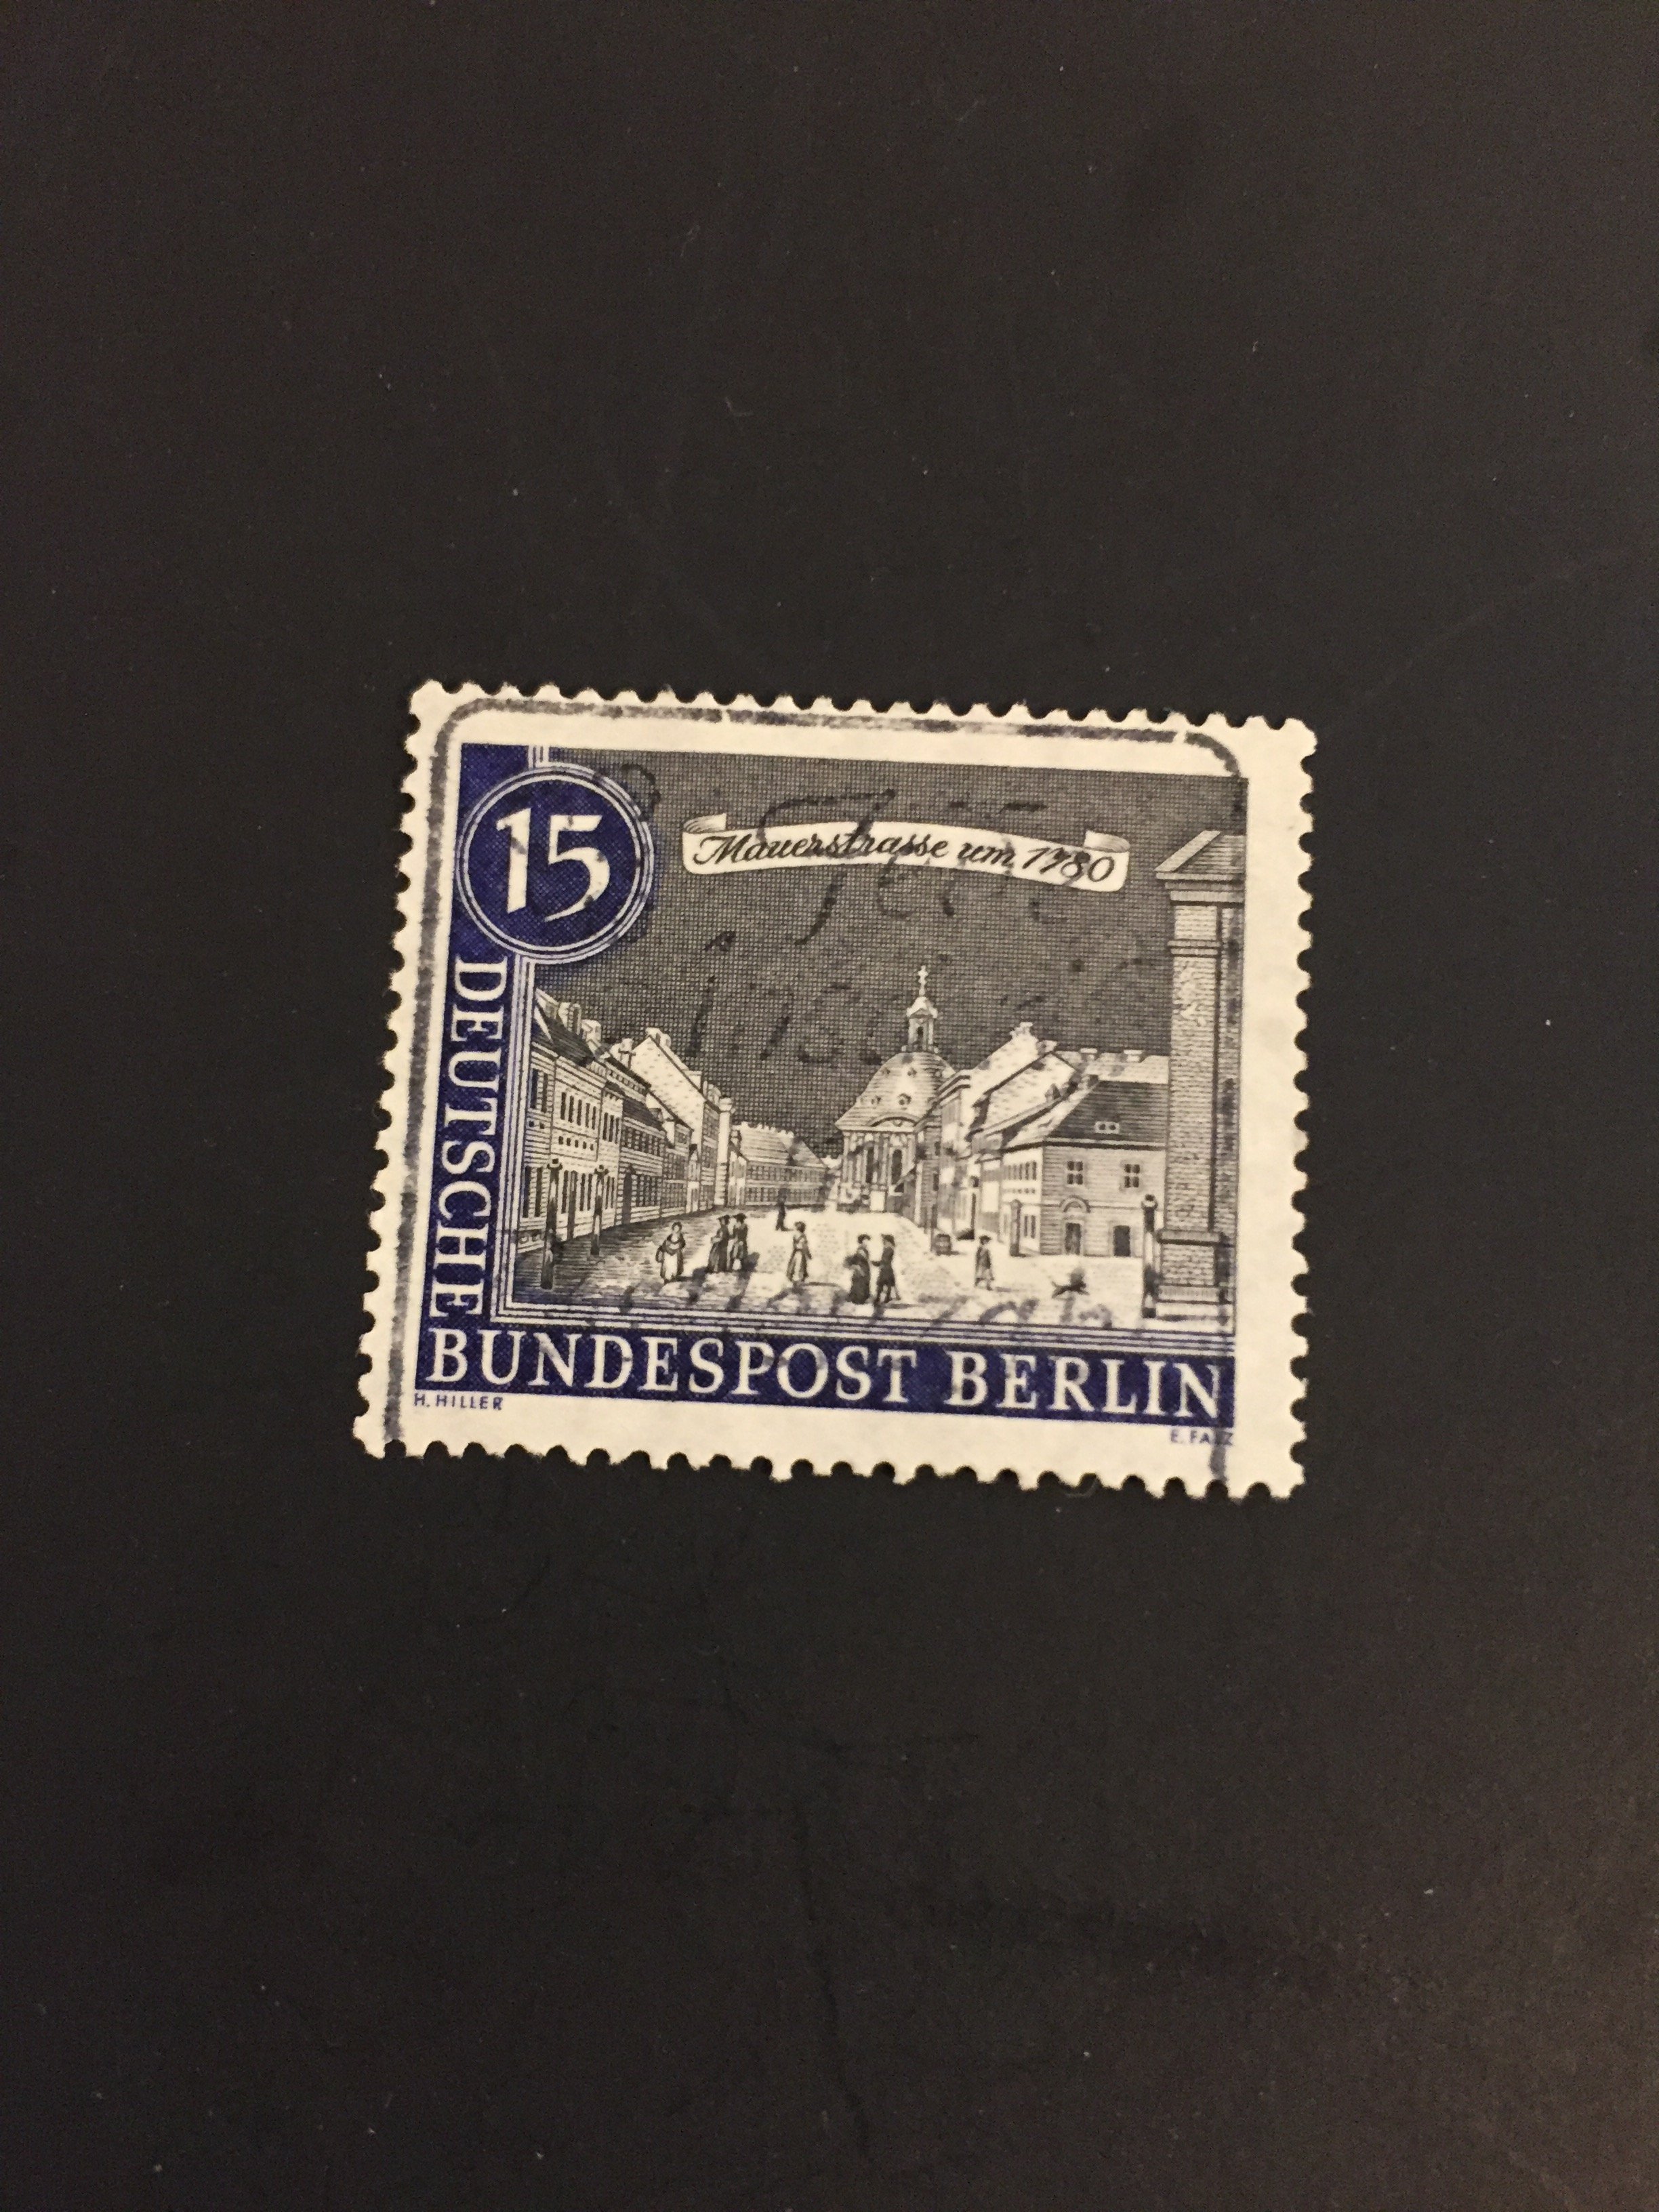 15
Mauerstrasse um 1780
DEUTSCHE
BUNDESPOST BERLIN
H. HILLER
E. FALZ